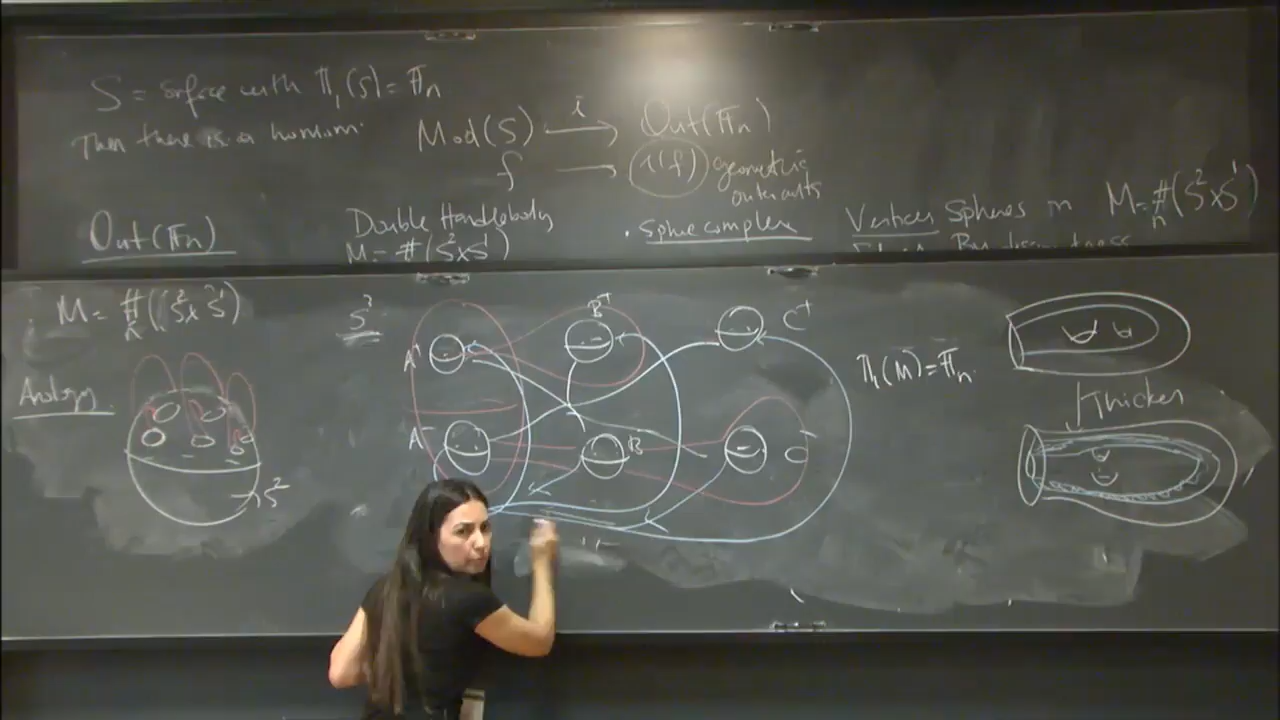 S = surface with π₁(S) = 𝔽n
Then there is a homom. Mod(S) →i Out(𝔽n)
f → i(f) geometric outer auts
Out(𝔽n)
Double Handlebody
M = #(S²×S¹)
. Sphere complex
Vertices Spheres in M = #n(S²×S¹)
M = #n(S²×S¹)
Analogy
S²
S³
A⁺
B⁺
C⁺
A⁻
B
C
π₁(M) = 𝔽n
Thicken